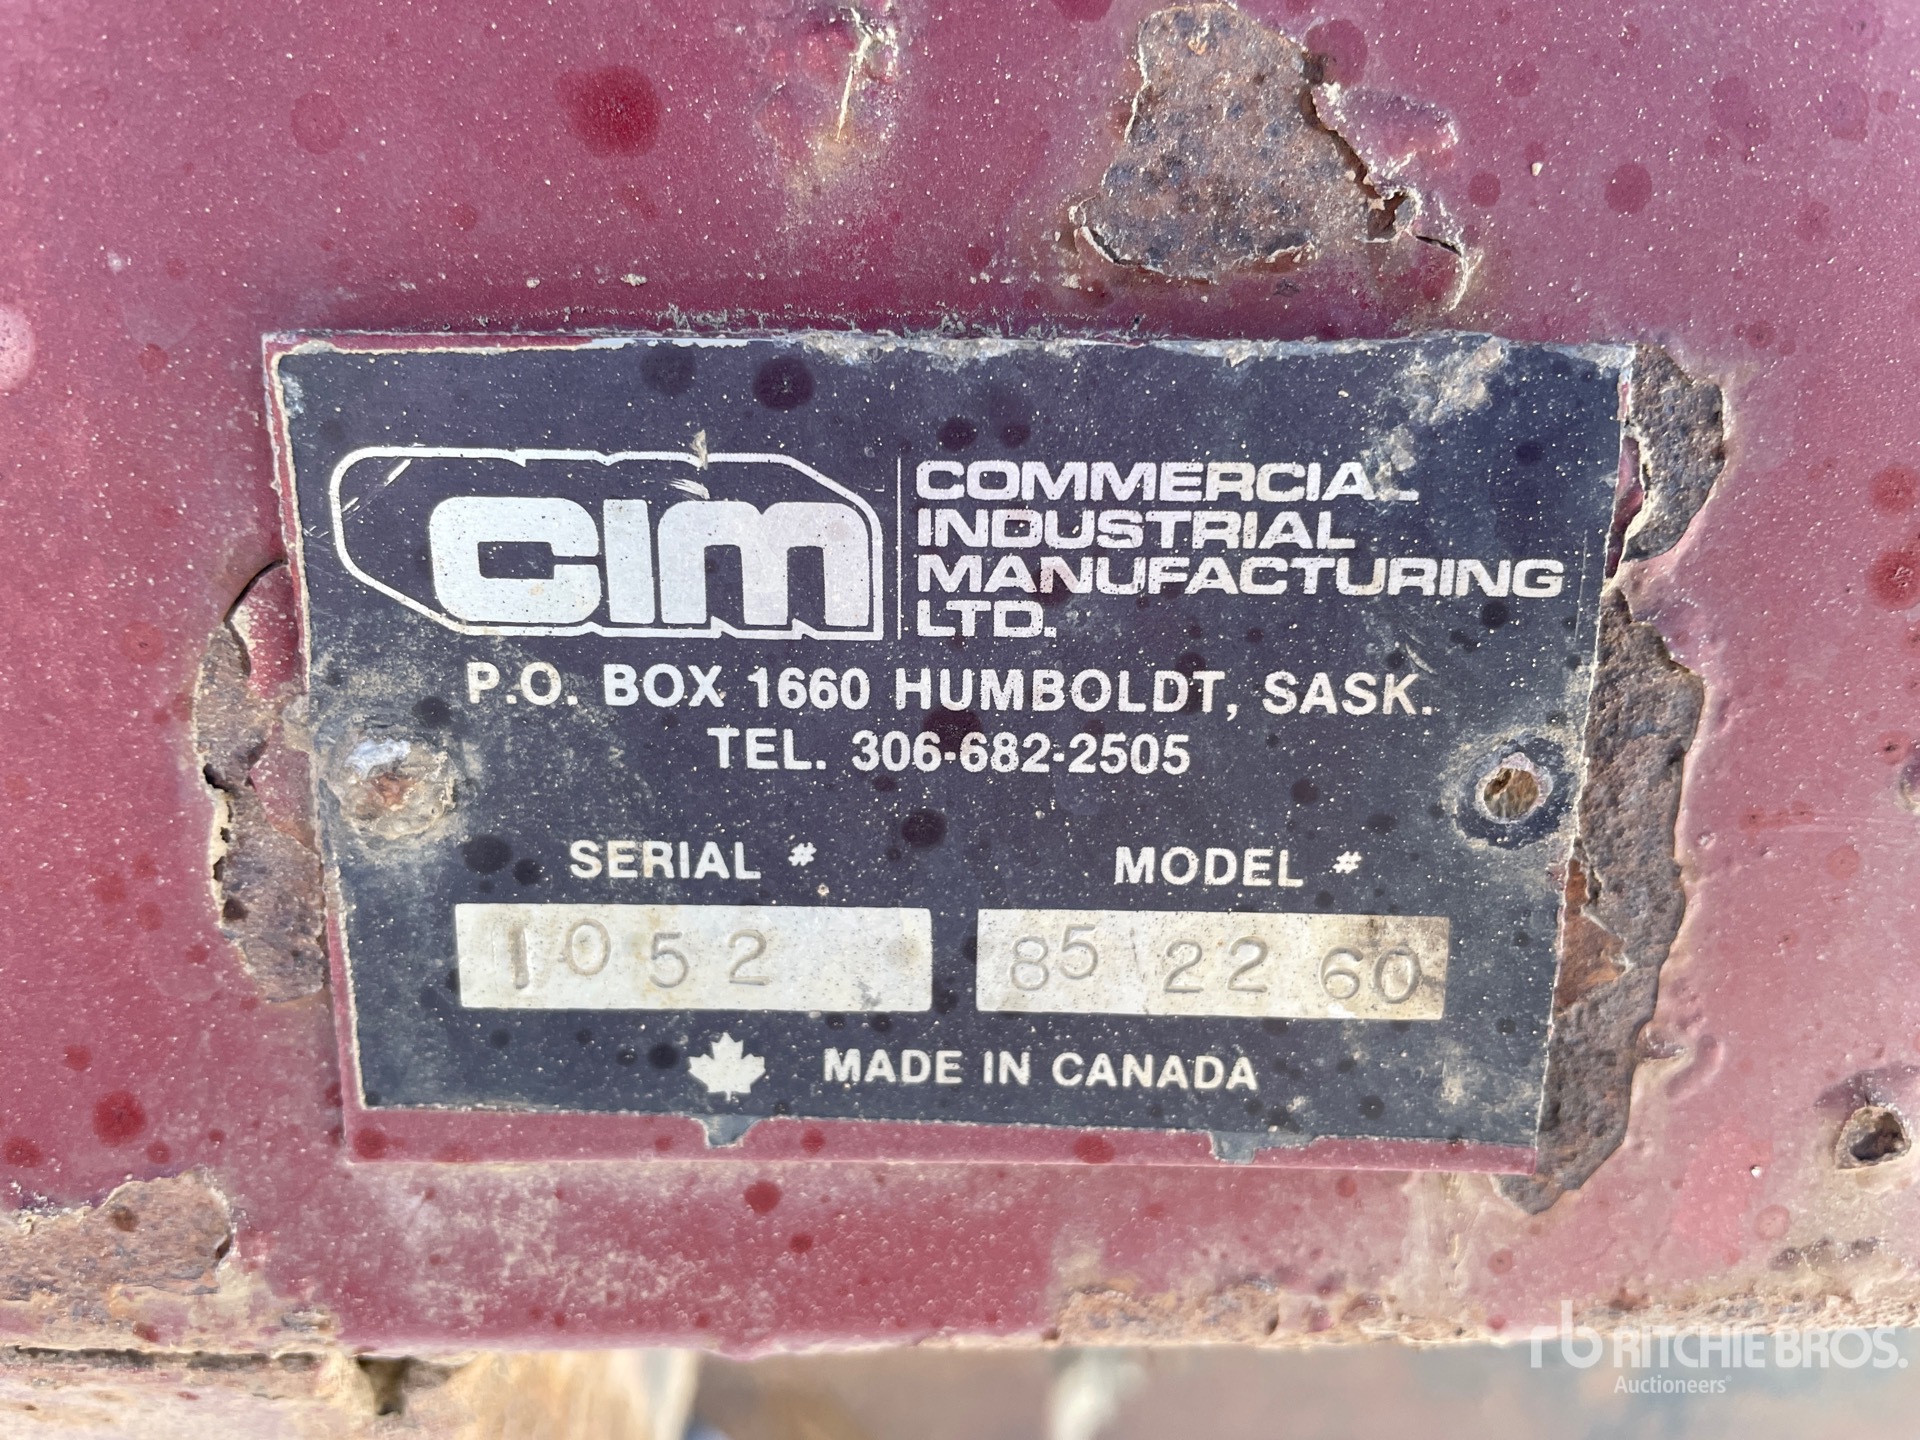 CIM
COMMERCIAL
INDUSTRIAL
MANUFACTURING
LTD.
P.O. BOX 1660 HUMBOLDT, SASK.
TEL. 306-682-2505
SERIAL # MODEL #
1052 85 22 60
MADE IN CANADA
rb RITCHIE BROS.
Auctioneers